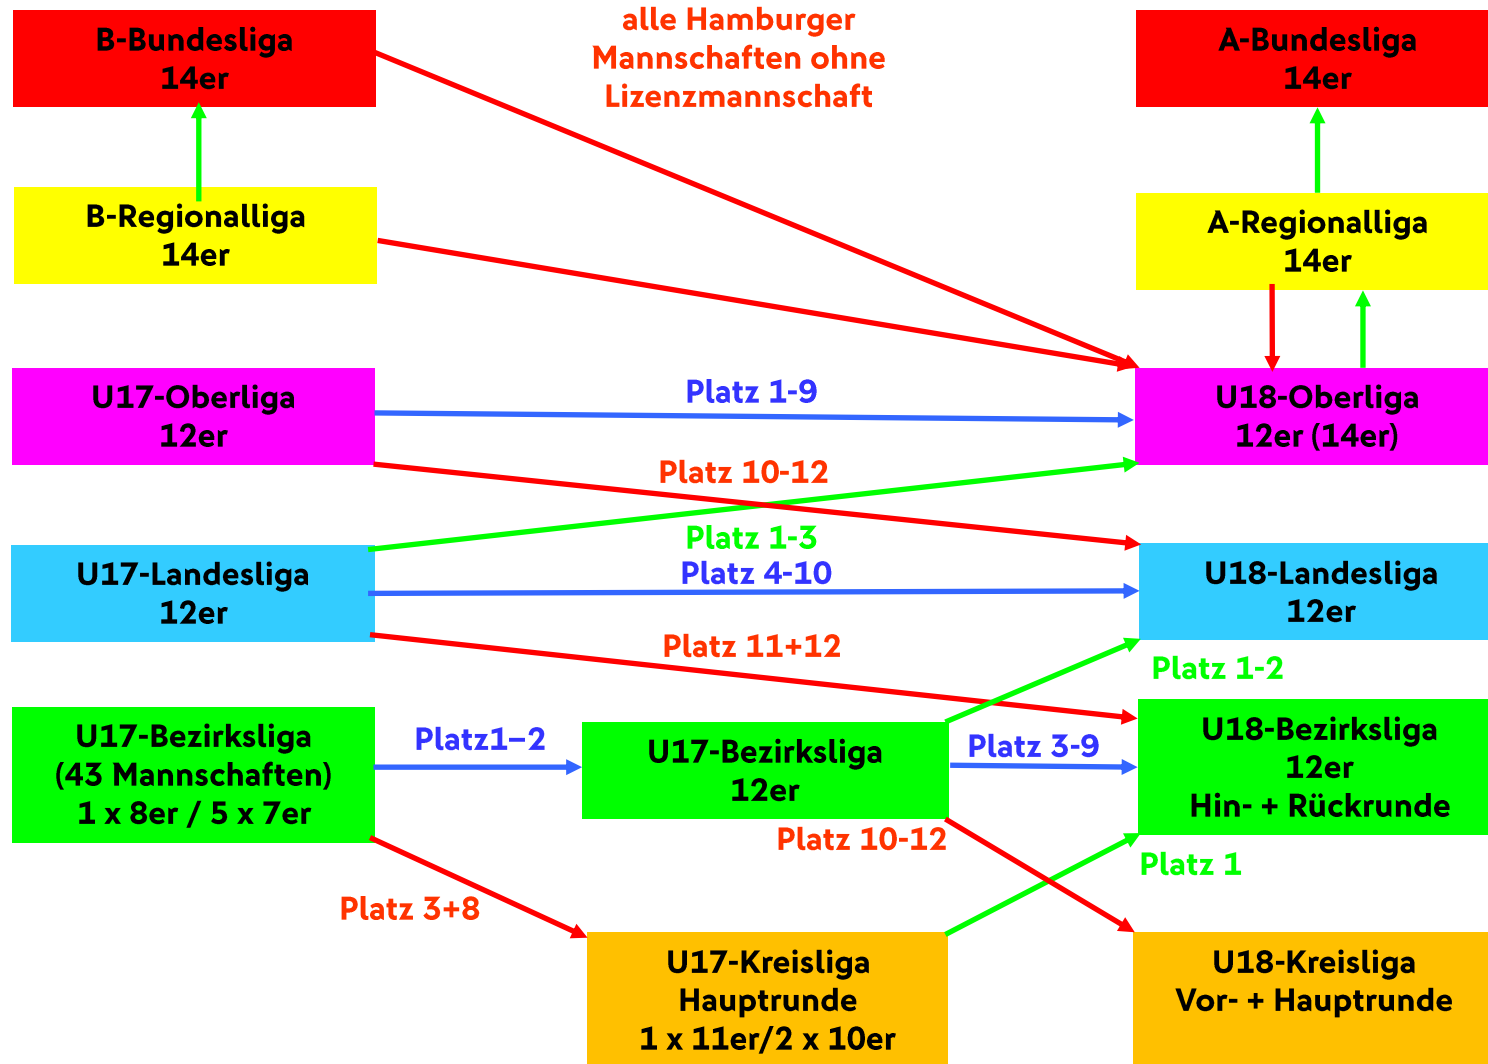 B-Bundesliga
14er
alle Hamburger
Mannschaften ohne
Lizenzmannschaft
A-Bundesliga
14er
B-Regionalliga
14er
A-Regionalliga
14er
U17-Oberliga
12er
Platz 1-9
U18-Oberliga
12er (14er)
Platz 10-12
Platz 1-3
U17-Landesliga
12er
Platz 4-10
U18-Landesliga
12er
Platz 11+12
Platz 1-2
U17-Bezirksliga
(43 Mannschaften)
1 x 8er / 5 x 7er
Platz1–2
U17-Bezirksliga
12er
Platz 3-9
U18-Bezirksliga
12er
Hin- + Rückrunde
Platz 10-12
Platz 1
Platz 3+8
U17-Kreisliga
Hauptrunde
1 x 11er/2 x 10er
U18-Kreisliga
Vor- + Hauptrunde